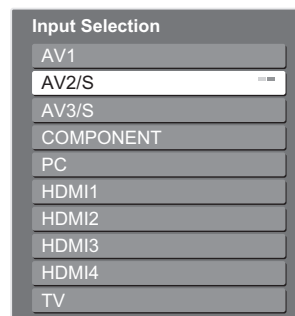 Input Selection
AV1
AV2/S
AV3/S
COMPONENT
PC
HDMI1
HDMI2
HDMI3
HDMI4
TV